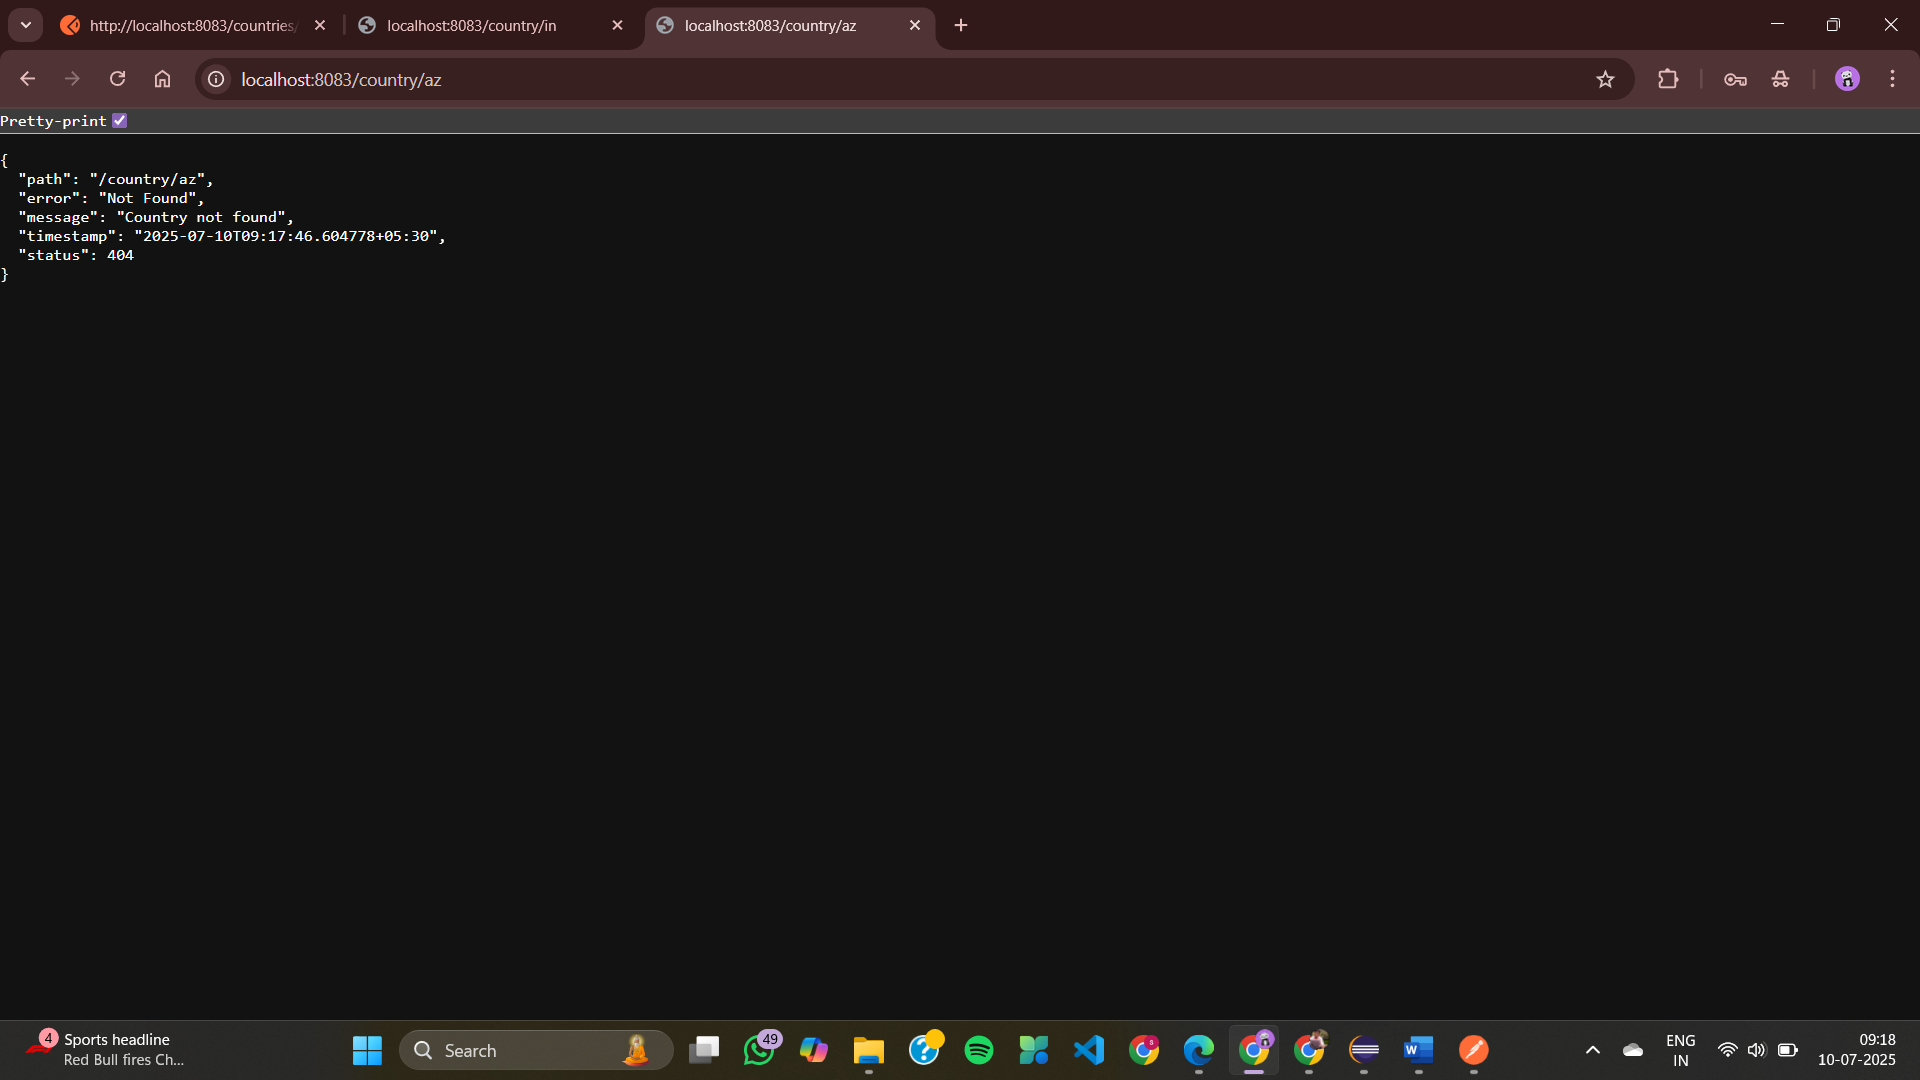 http://localhost:8083/countries/
localhost:8083/country/in
localhost:8083/country/az
localhost:8083/country/az
Pretty-print
{
"path": "/country/az",
"error": "Not Found",
"message": "Country not found",
"timestamp": "2025-07-10T09:17:46.604778+05:30",
"status": 404
}
4
Sports headline
Red Bull fires Ch...
Search
49
S
W
ENG
IN
09:18
10-07-2025